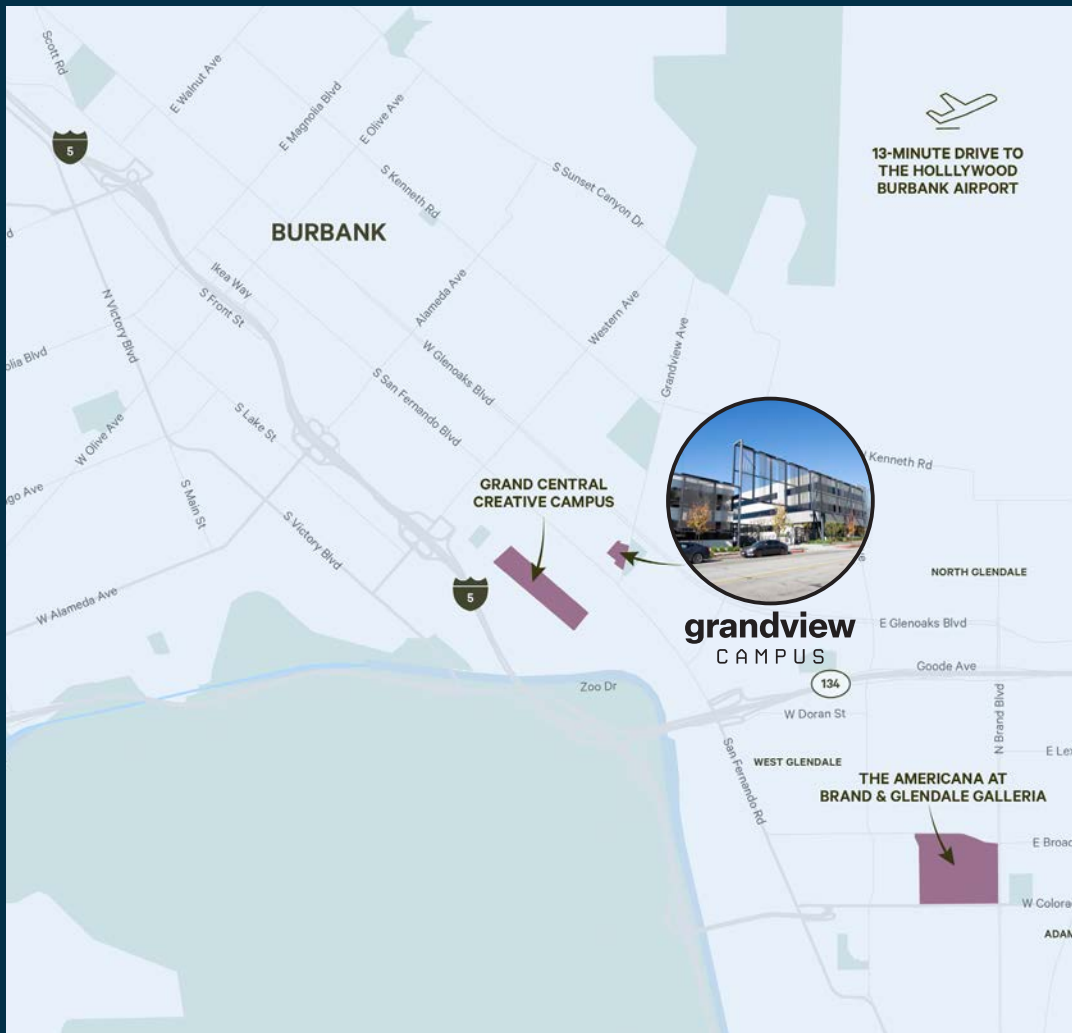 Scott Rd
E Walnut Ave
E Magnolia Blvd
E Olive Ave
5
13-MINUTE DRIVE TO
THE HOLLLYWOOD
BURBANK AIRPORT
S Kenneth Rd
S Sunset Canyon Dr
BURBANK
Ikea Way
S Front St
N Victory Blvd
Alameda Ave
Western Ave
Grandview Ave
W Glenoaks Blvd
S San Fernando Blvd
S Lake St
W Olive Ave
Kenneth Rd
GRAND CENTRAL
CREATIVE CAMPUS
S Main St
S Victory Blvd
W Alameda Ave
5
NORTH GLENDALE
grandview
CAMPUS
E Glenoaks Blvd
Goode Ave
Zoo Dr
134
W Doran St
N Brand Blvd
San Fernando Rd
WEST GLENDALE
THE AMERICANA AT
BRAND & GLENDALE GALLERIA
E Broad
W Colora